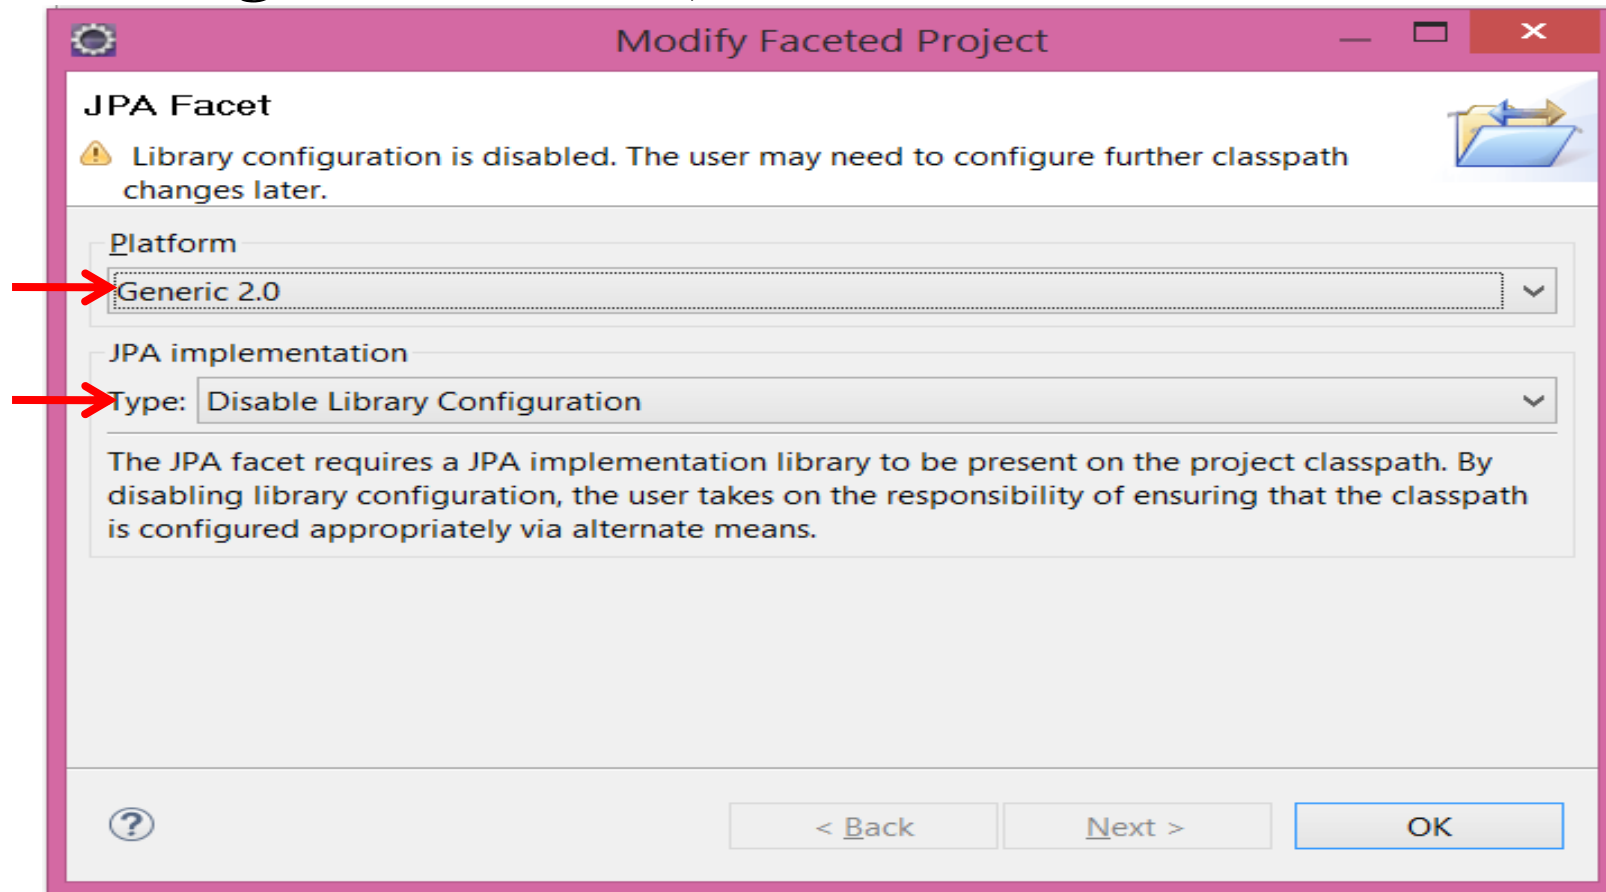 Modify Faceted Project
JPA Facet
Library configuration is disabled. The user may need to configure further classpath
changes later.
Platform
Generic 2.0
JPA implementation
Type: Disable Library Configuration
The JPA facet requires a JPA implementation library to be present on the project classpath. By
disabling library configuration, the user takes on the responsibility of ensuring that the classpath
is configured appropriately via alternate means.
< Back Next > OK